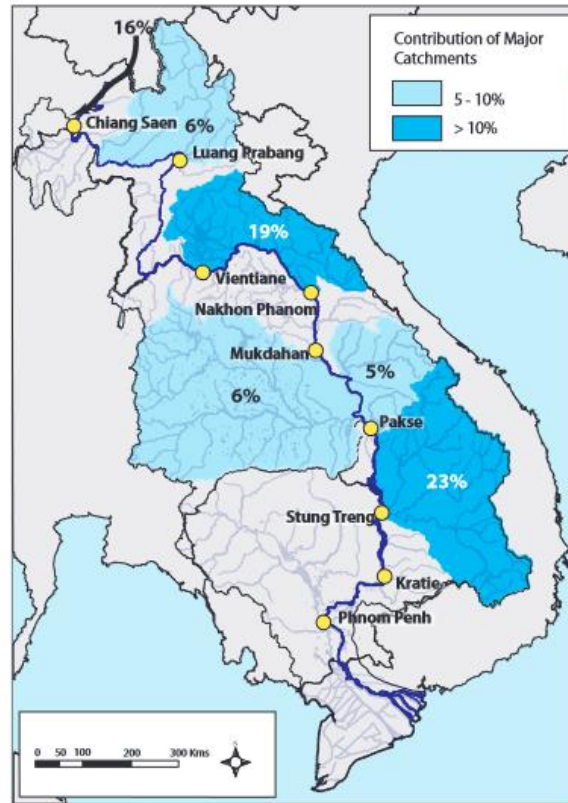 16%
Contribution of Major
Catchments
5 - 10%
> 10%
Chiang Saen
6%
Luang Prabang
19%
Vientiane
Nakhon Phanom
Mukdahan
5%
6%
Pakse
23%
Stung Treng
Kratie
Phnom Penh
0 50 100 200 300 Kms